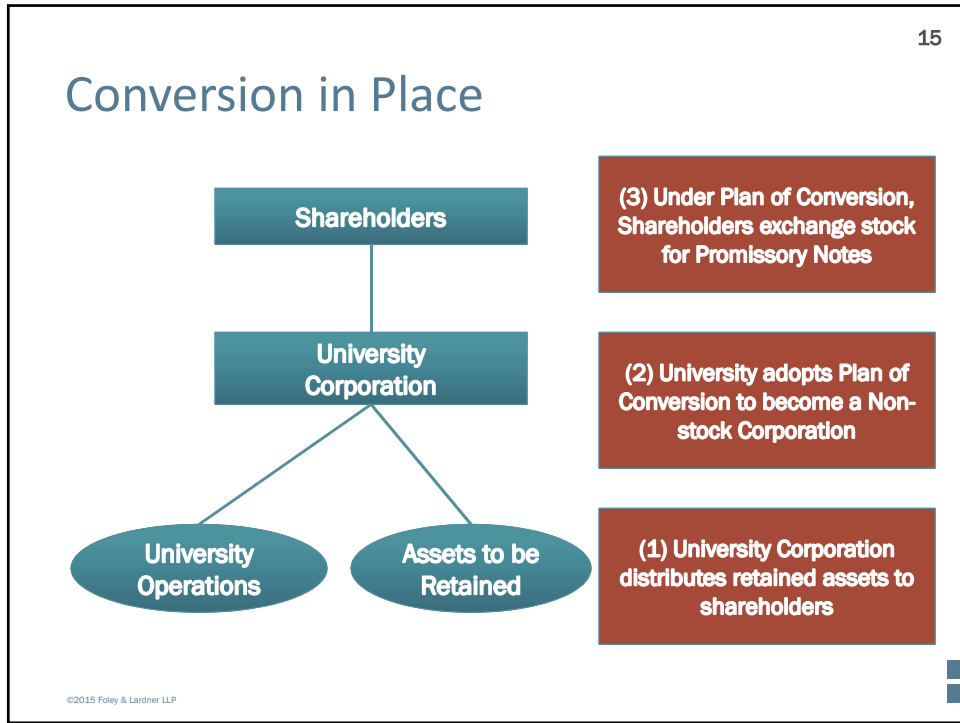 15
Conversion in Place
Shareholders
(3) Under Plan of Conversion,
Shareholders exchange stock
for Promissory Notes
University
Corporation
(2) University adopts Plan of
Conversion to become a Non-
stock Corporation
University
Operations
Assets to be
Retained
(1) University Corporation
distributes retained assets to
shareholders
©2015 Foley & Lardner LLP